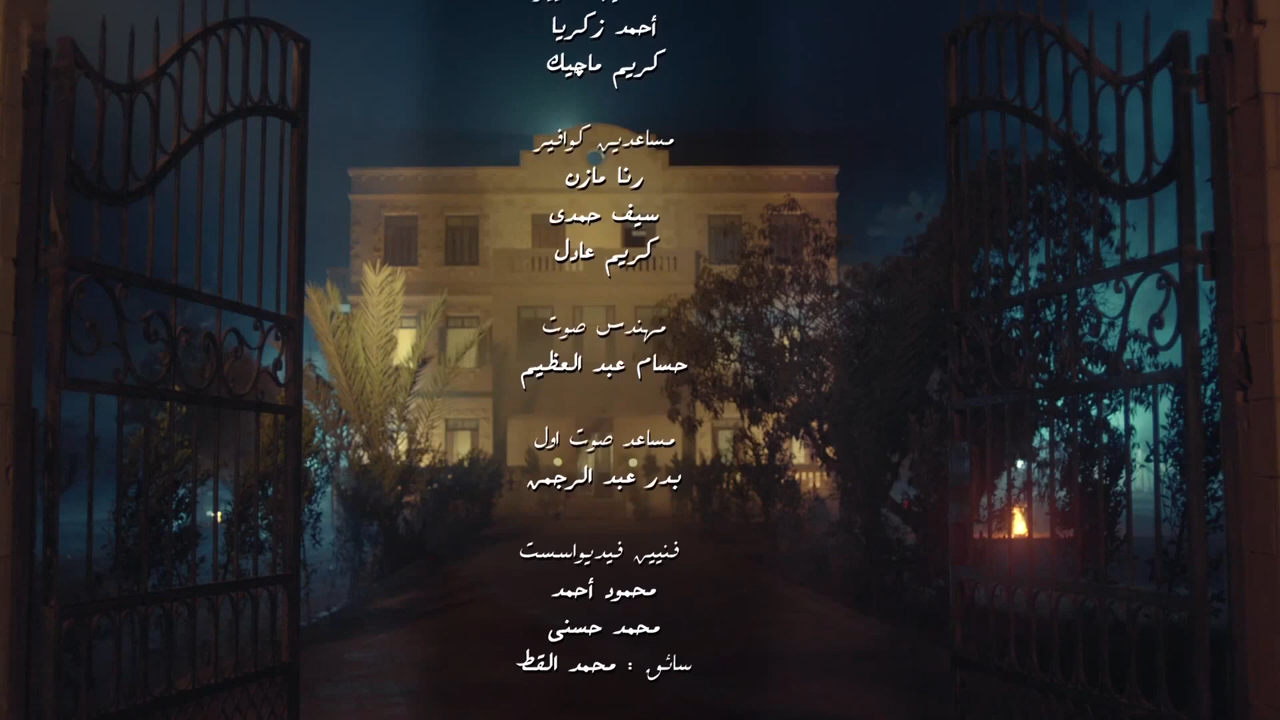 أحمد زكريا
كريم ماچيك
مساعدين كوافير
رنا مازن
سيف حمدى
كريم عادل
مهندس صوت
حسام عبد العظيم
مساعد صوت اول
بدر عبد الرحمن
فنيين فيديواسست
محمود أحمد
محمد حسنى
سائق : محمد القط